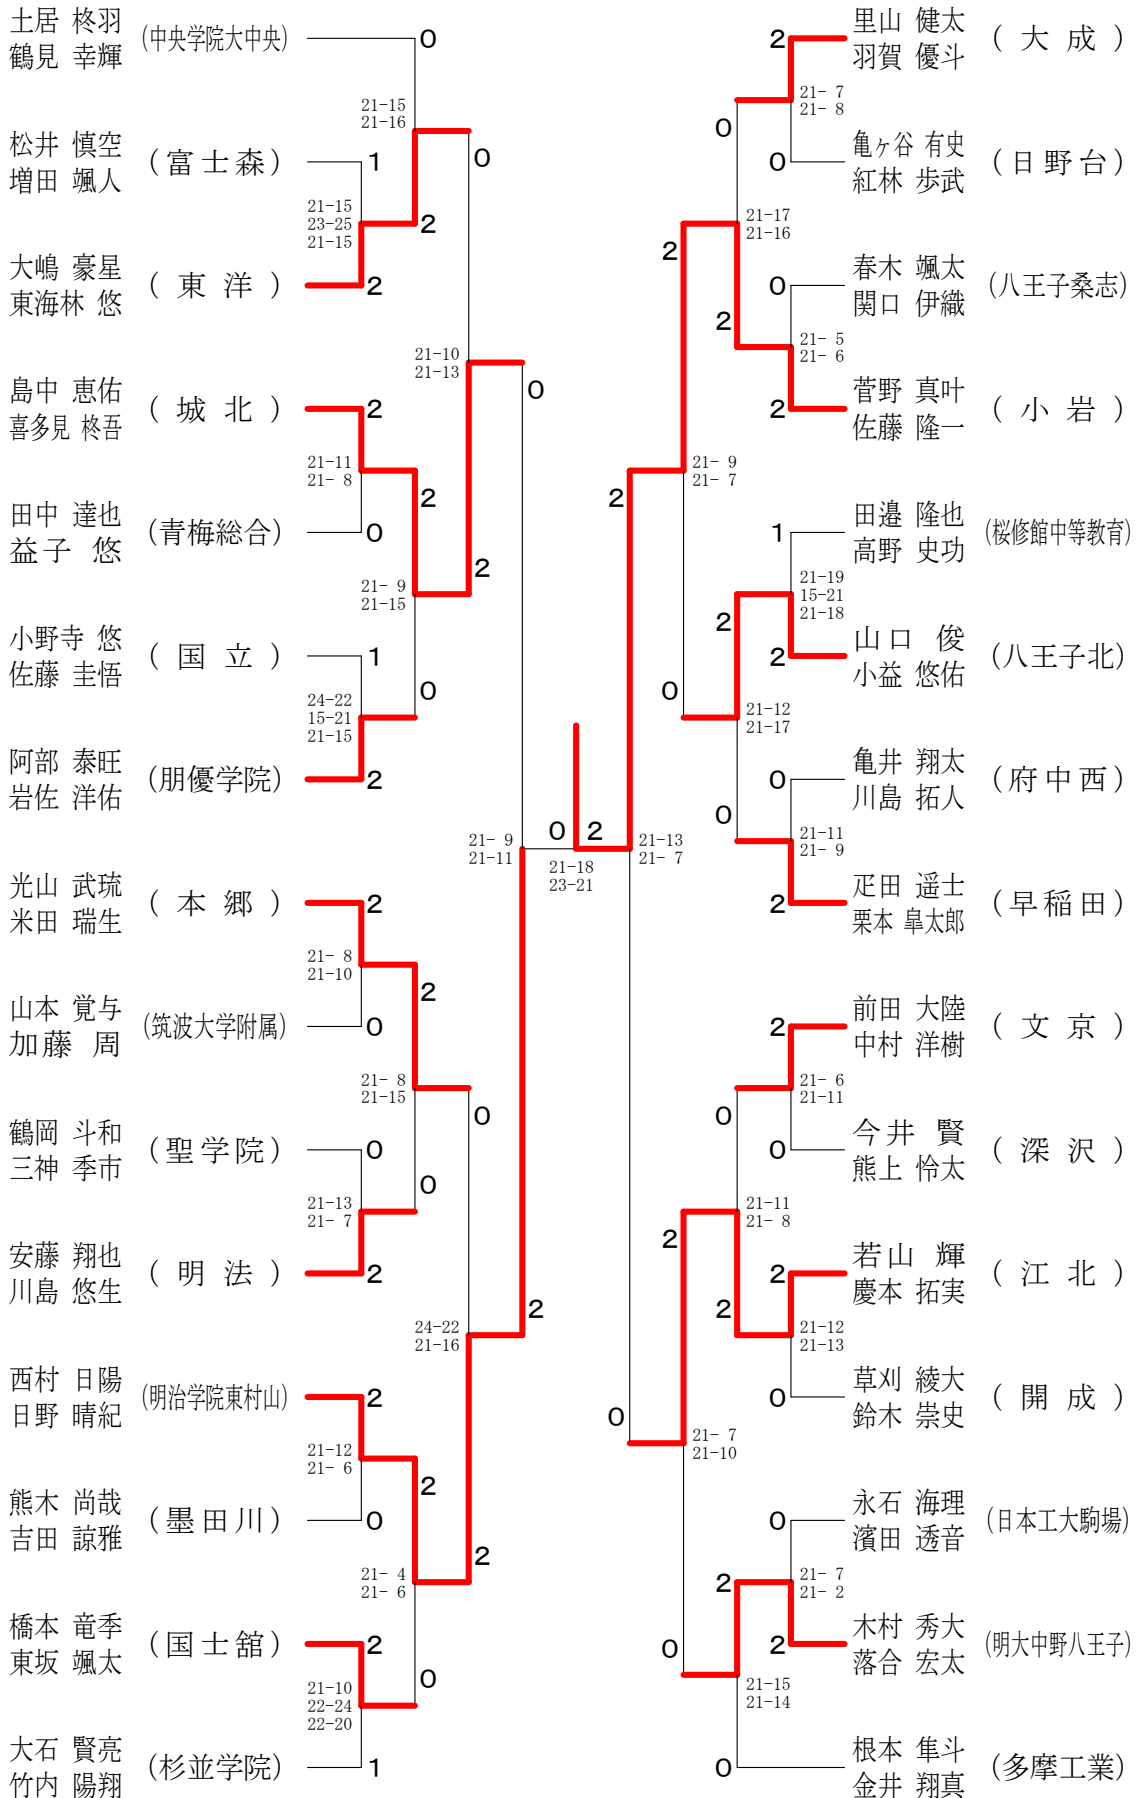 土居 柊羽
鶴見 幸輝
(中央学院大中央)
0
21-15
21-16
松井 慎空
増田 颯人
(富士森)
1
0
21-15
23-25
21-15
2
大嶋 豪星
東海林 悠
(東洋)
2
21-10
21-13
0
島中 恵佑
喜多見 柊吾
(城北)
2
21-11
21- 8
2
田中 達也
益子 悠
(青梅総合)
0
2
21- 9
21-15
小野寺 悠
佐藤 圭悟
(国立)
1
0
24-22
15-21
21-15
阿部 泰旺
岩佐 洋佑
(朋優学院)
2
21- 9
21-11
0
2
21-18
23-21
光山 武琉
米田 瑞生
(本郷)
2
21- 8
21-10
2
山本 覚与
加藤 周
(筑波大学附属)
0
21- 8
21-15
0
鶴岡 斗和
三神 季市
(聖学院)
0
0
21-13
21- 7
安藤 翔也
川島 悠生
(明法)
2
2
24-22
21-16
西村 日陽
日野 晴紀
(明治学院東村山)
2
21-12
21- 6
2
熊木 尚哉
吉田 諒雅
(墨田川)
0
2
21- 4
21- 6
橋本 竜季
東坂 颯太
(国士舘)
2
0
21-10
22-24
22-20
大石 賢亮
竹内 陽翔
(杉並学院)
1
2
里山 健太
羽賀 優斗
(大成)
21- 7
21- 8
0
0
亀ヶ谷 有史
紅林 歩武
(日野台)
21-17
21-16
2
0
春木 颯太
関口 伊織
(八王子桑志)
2
21- 5
21- 6
2
菅野 真叶
佐藤 隆一
(小岩)
21- 9
21- 7
2
1
田邉 隆也
高野 史功
(桜修館中等教育)
21-19
15-21
21-18
2
2
山口 俊
小益 悠佑
(八王子北)
0
21-12
21-17
0
亀井 翔太
川島 拓人
(府中西)
0
21-11
21- 9
21-13
21- 7
2
疋田 遥士
栗本 皐太郎
(早稲田)
2
前田 大陸
中村 洋樹
(文京)
21- 6
21-11
0
0
今井 賢
熊上 怜太
(深沢)
21-11
21- 8
2
2
若山 輝
慶本 拓実
(江北)
2
21-12
21-13
0
草刈 綾大
鈴木 崇史
(開成)
0
21- 7
21-10
0
永石 海理
濱田 透音
(日本工大駒場)
21- 7
21- 2
2
2
木村 秀大
落合 宏太
(明大中野八王子)
0
21-15
21-14
0
根本 隼斗
金井 翔真
(多摩工業)